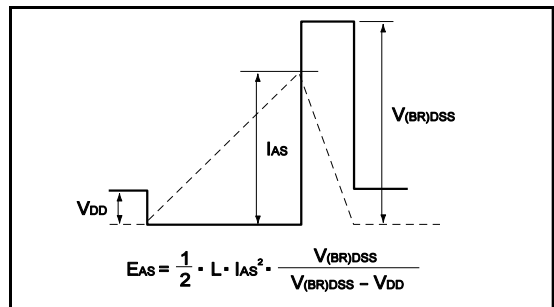 V(BR)DSS
IAS
VDD
EAS = 1/2 · L · IAS² · V(BR)DSS / (V(BR)DSS – VDD)